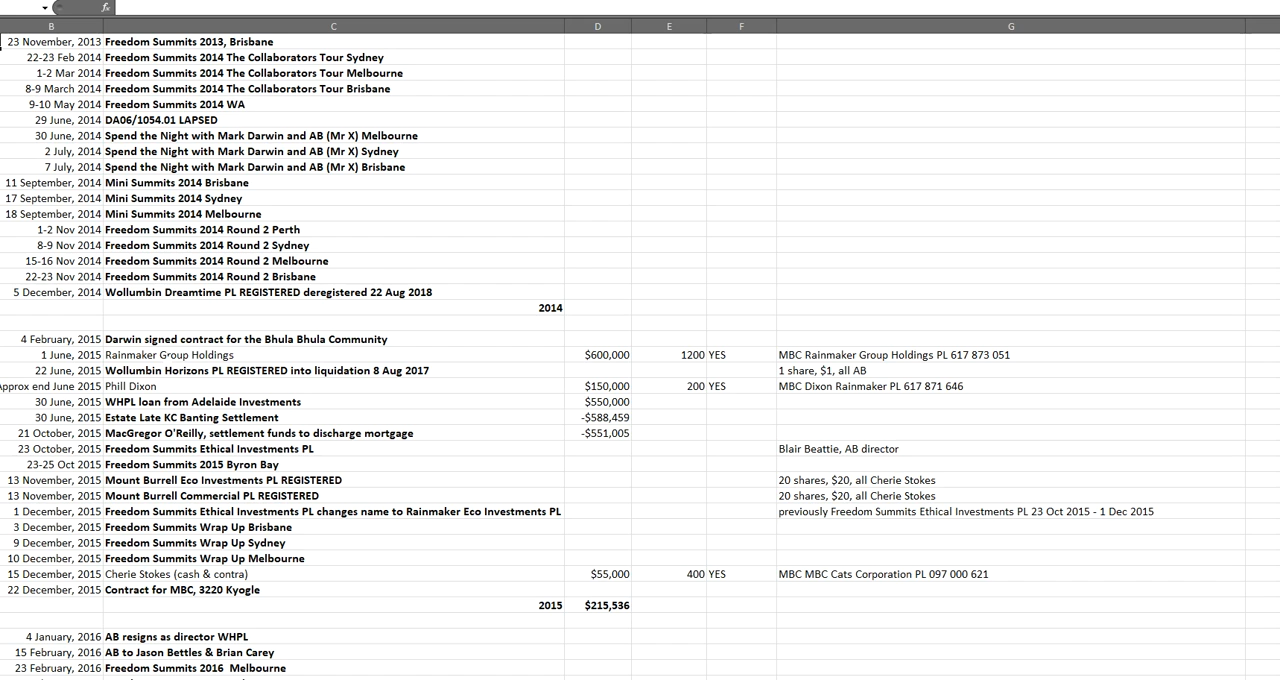 fx
B C D E F G
23 November, 2013 Freedom Summits 2013, Brisbane
22-23 Feb 2014 Freedom Summits 2014 The Collaborators Tour Sydney
1-2 Mar 2014 Freedom Summits 2014 The Collaborators Tour Melbourne
8-9 March 2014 Freedom Summits 2014 The Collaborators Tour Brisbane
9-10 May 2014 Freedom Summits 2014 WA
29 June, 2014 DA06/1054.01 LAPSED
30 June, 2014 Spend the Night with Mark Darwin and AB (Mr X) Melbourne
2 July, 2014 Spend the Night with Mark Darwin and AB (Mr X) Sydney
7 July, 2014 Spend the Night with Mark Darwin and AB (Mr X) Brisbane
11 September, 2014 Mini Summits 2014 Brisbane
17 September, 2014 Mini Summits 2014 Sydney
18 September, 2014 Mini Summits 2014 Melbourne
1-2 Nov 2014 Freedom Summits 2014 Round 2 Perth
8-9 Nov 2014 Freedom Summits 2014 Round 2 Sydney
15-16 Nov 2014 Freedom Summits 2014 Round 2 Melbourne
22-23 Nov 2014 Freedom Summits 2014 Round 2 Brisbane
5 December, 2014 Wollumbin Dreamtime PL REGISTERED deregistered 22 Aug 2018
2014
4 February, 2015 Darwin signed contract for the Bhula Bhula Community
1 June, 2015 Rainmaker Group Holdings $600,000 1200 YES MBC Rainmaker Group Holdings PL 617 873 051
22 June, 2015 Wollumbin Horizons PL REGISTERED into liquidation 8 Aug 2017 1 share, $1, all AB
Approx end June 2015 Phill Dixon $150,000 200 YES MBC Dixon Rainmaker PL 617 871 646
30 June, 2015 WHPL loan from Adelaide Investments $550,000
30 June, 2015 Estate Late KC Banting Settlement -$588,459
21 October, 2015 MacGregor O'Reilly, settlement funds to discharge mortgage -$551,005
23 October, 2015 Freedom Summits Ethical Investments PL Blair Beattie, AB director
23-25 Oct 2015 Freedom Summits 2015 Byron Bay
13 November, 2015 Mount Burrell Eco Investments PL REGISTERED 20 shares, $20, all Cherie Stokes
13 November, 2015 Mount Burrell Commercial PL REGISTERED 20 shares, $20, all Cherie Stokes
1 December, 2015 Freedom Summits Ethical Investments PL changes name to Rainmaker Eco Investments PL previously Freedom Summits Ethical Investments PL 23 Oct 2015 - 1 Dec 2015
3 December, 2015 Freedom Summits Wrap Up Brisbane
9 December, 2015 Freedom Summits Wrap Up Sydney
10 December, 2015 Freedom Summits Wrap Up Melbourne
15 December, 2015 Cherie Stokes (cash & contra) $55,000 400 YES MBC MBC Cats Corporation PL 097 000 621
22 December, 2015 Contract for MBC, 3220 Kyogle
2015 $215,536
4 January, 2016 AB resigns as director WHPL
15 February, 2016 AB to Jason Bettles & Brian Carey
23 February, 2016 Freedom Summits 2016 Melbourne